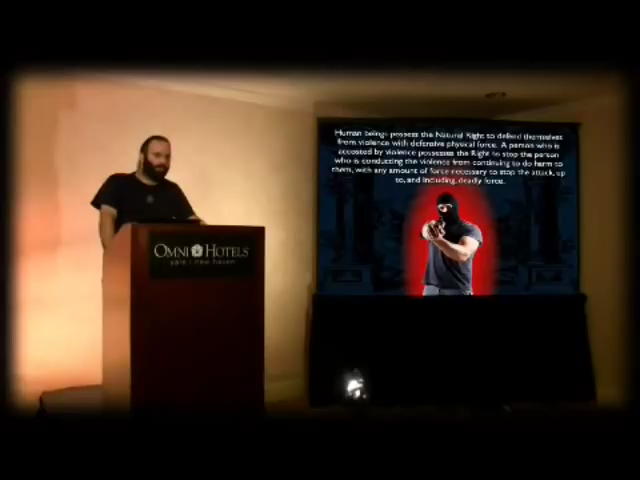 Human beings possess the Natural Right to defend themselves
from violence with defensive physical force. A person who is
accosted by violence possesses the Right to stop the person
who is conducting the violence from continuing to do harm to
them, with any amount of force necessary to stop the attack, up
to, and including, deadly force.
OMNI HOTELS
yale | new haven